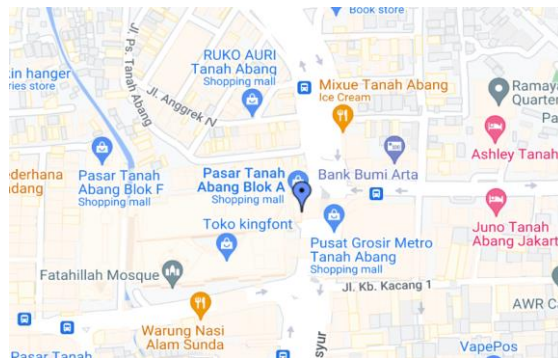 Book store
Jl. Ps. Tanah Abang
RUKO AURI
Tanah Abang
Shopping mall
kin hanger
ries store
Jl. Anggrek N
Mixue Tanah Abang
Ice Cream
Ramaya
Quarter
Pa
Ashley Tanah
Bank Bumi Arta
ederhana
dang
Pasar Tanah
Abang Blok F
Shopping mall
Pasar Tanah
Abang Blok A
Shopping mall
Toko kingfont
Pusat Grosir Metro
Tanah Abang
Shopping mall
Juno Tanah
Abang Jakart
Fatahillah Mosque
Jl. Kb. Kacang 1
AWR Ca
Warung Nasi
Alam Sunda
syur
VapePos
Pasar Tanah